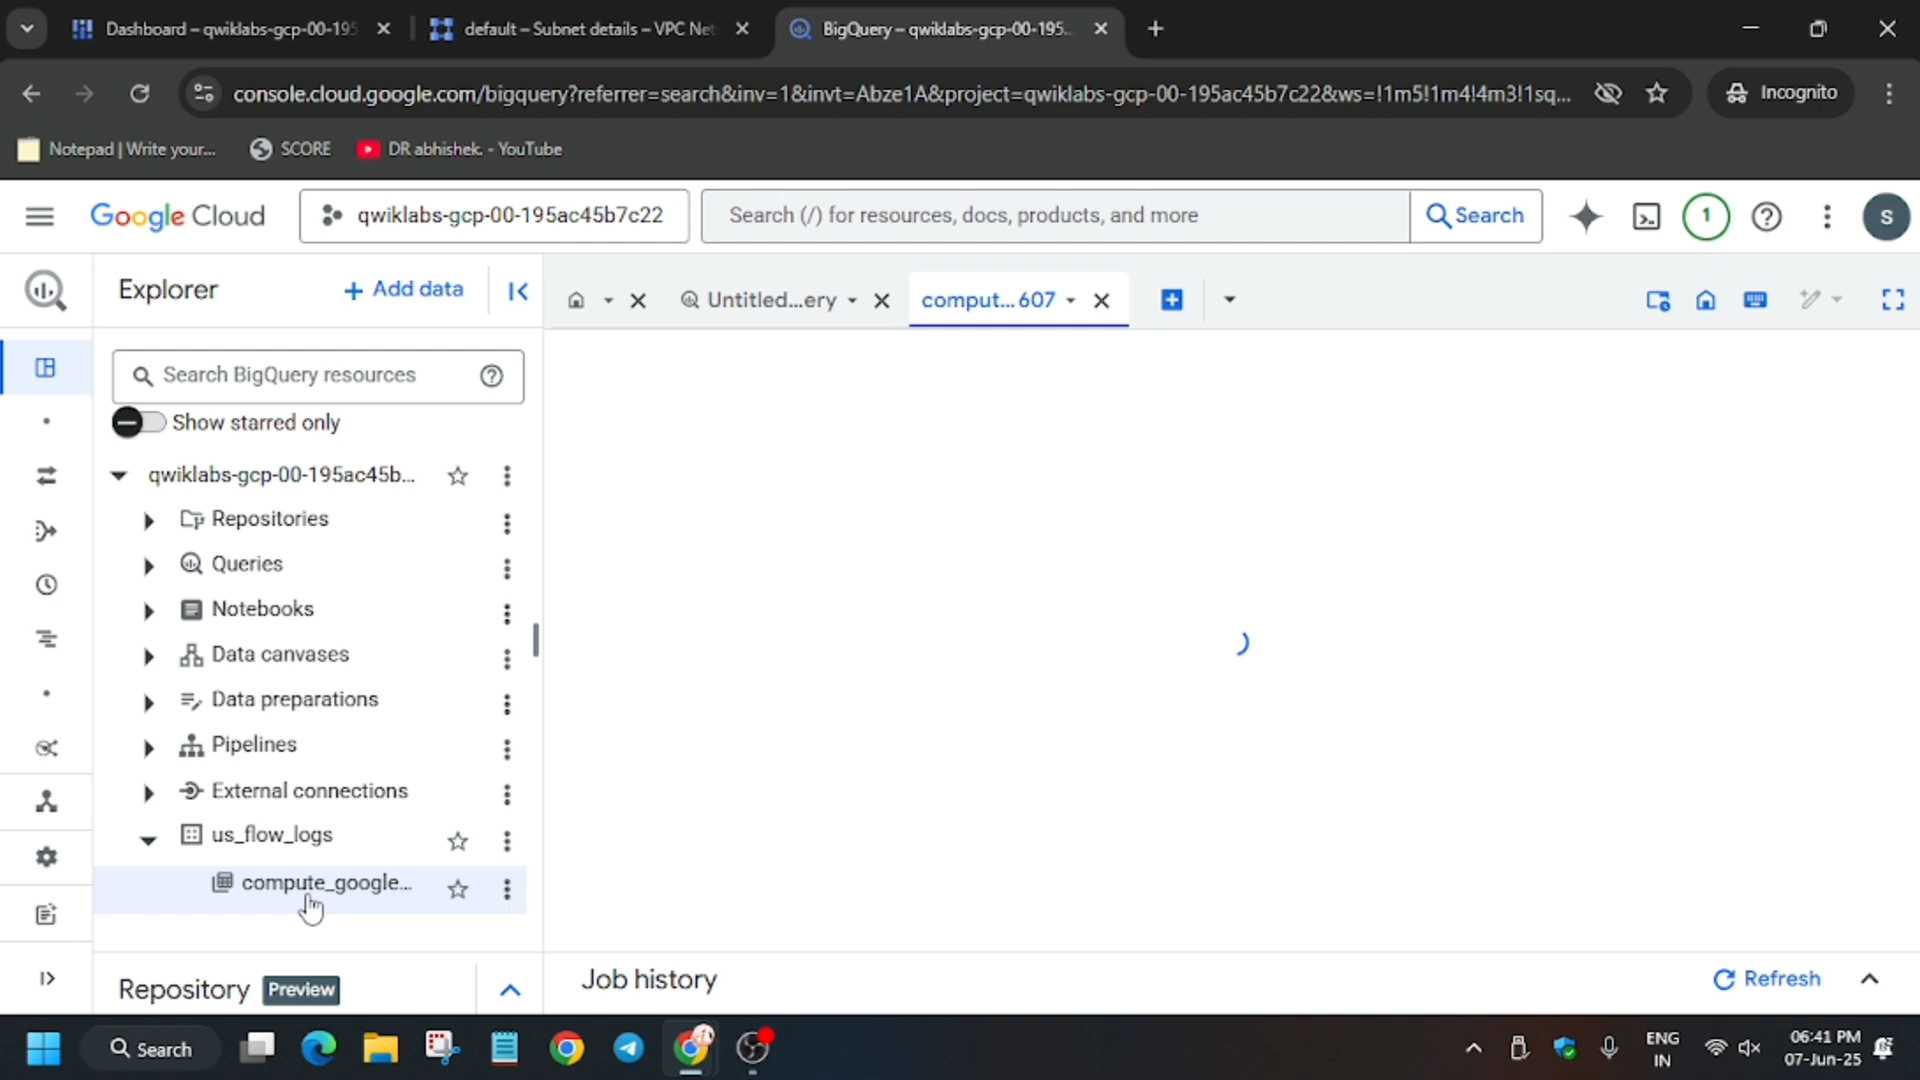 Dashboard – qwiklabs-gcp-00-195
default – Subnet details – VPC Net
BigQuery – qwiklabs-gcp-00-195...
console.cloud.google.com/bigquery?referrer=search&inv=1&invt=Abze1A&project=qwiklabs-gcp-00-195ac45b7c22&ws=!1m5!1m4!4m3!1sq...
Incognito
Notepad | Write your...
SCORE
DR abhishek. - YouTube
Google Cloud
qwiklabs-gcp-00-195ac45b7c22
Search (/) for resources, docs, products, and more
Search
1
S
Explorer
+ Add data
Untitled...ery
comput...607
Search BigQuery resources
Show starred only
qwiklabs-gcp-00-195ac45b...
Repositories
Queries
Notebooks
Data canvases
Data preparations
Pipelines
External connections
us_flow_logs
compute_google...
Repository
Preview
Job history
Refresh
Search
ENG
IN
06:41 PM
07-Jun-25